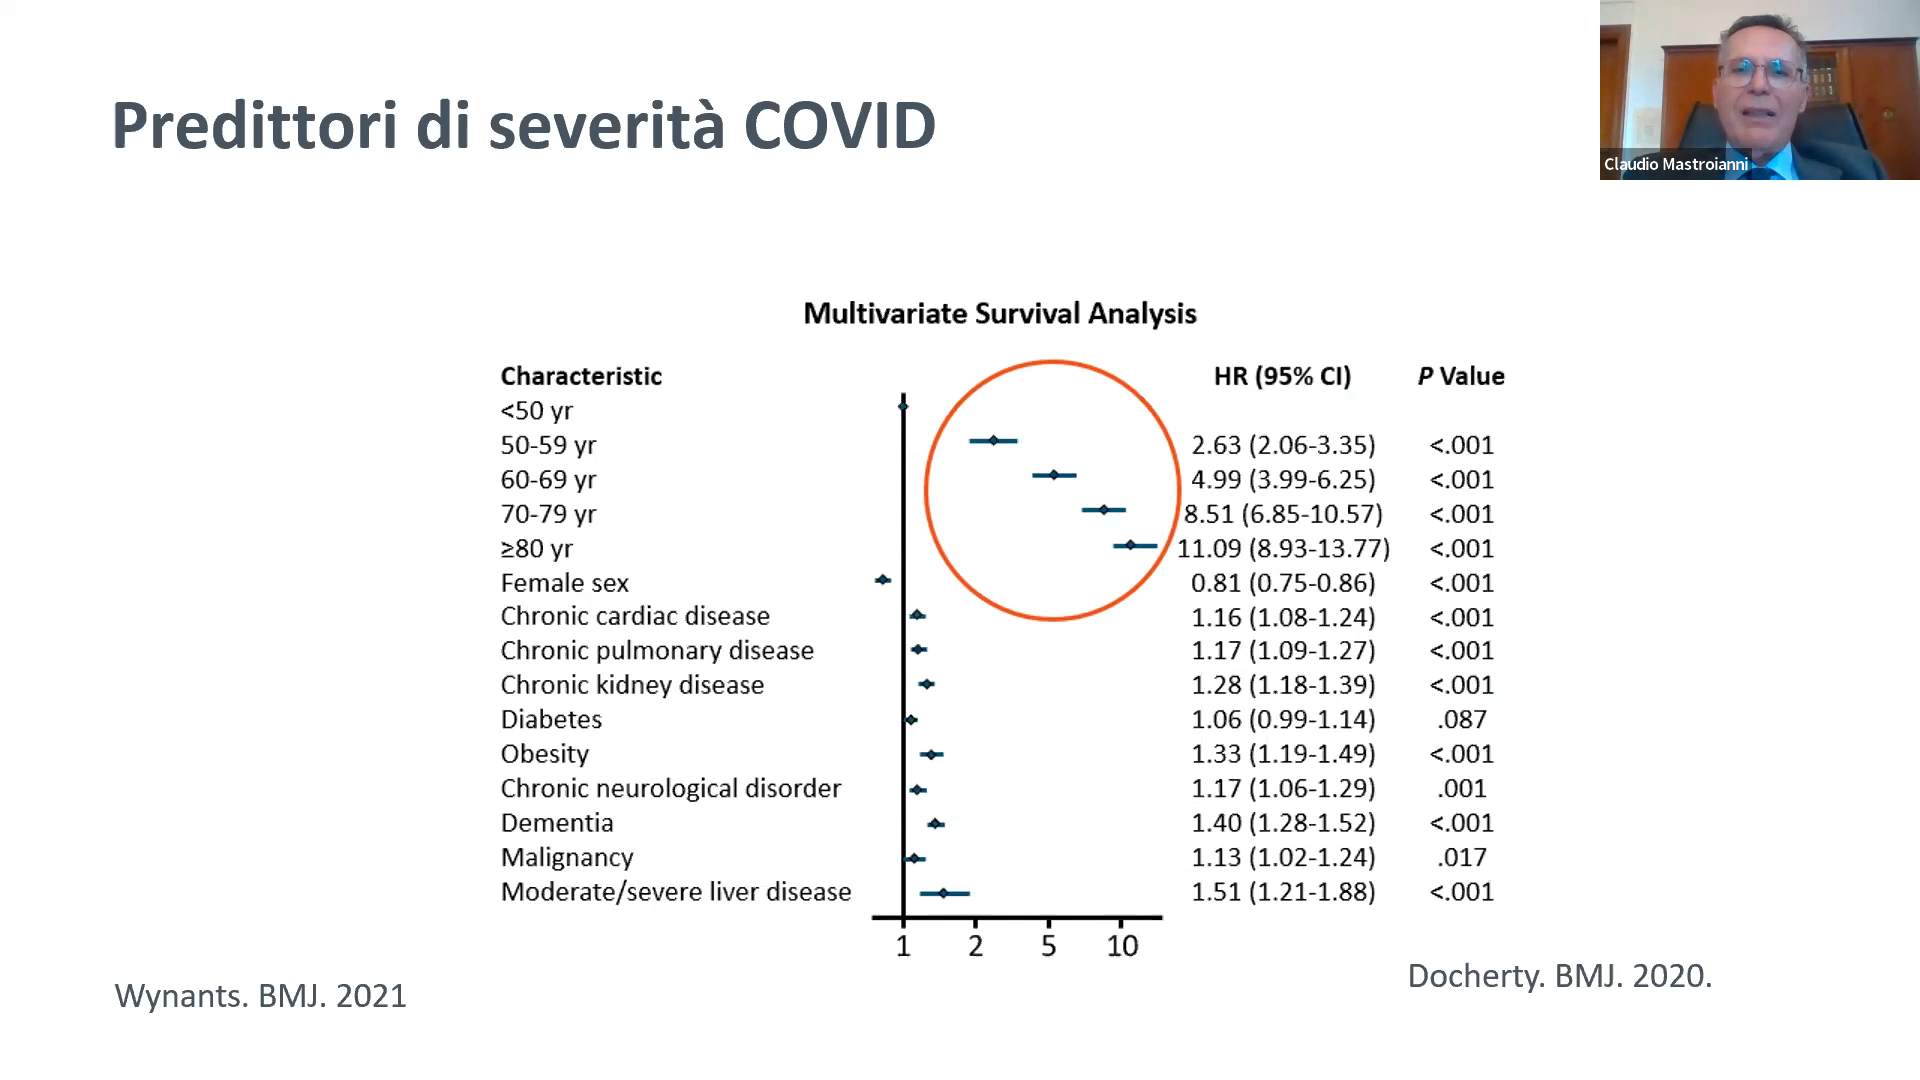 Predittori di severità COVID
Claudio Mastroianni
Multivariate Survival Analysis
Characteristic HR (95% CI) P Value
<50 yr
50-59 yr 2.63 (2.06-3.35) <.001
60-69 yr 4.99 (3.99-6.25) <.001
70-79 yr 8.51 (6.85-10.57) <.001
≥80 yr 11.09 (8.93-13.77) <.001
Female sex 0.81 (0.75-0.86) <.001
Chronic cardiac disease 1.16 (1.08-1.24) <.001
Chronic pulmonary disease 1.17 (1.09-1.27) <.001
Chronic kidney disease 1.28 (1.18-1.39) <.001
Diabetes 1.06 (0.99-1.14) .087
Obesity 1.33 (1.19-1.49) <.001
Chronic neurological disorder 1.17 (1.06-1.29) .001
Dementia 1.40 (1.28-1.52) <.001
Malignancy 1.13 (1.02-1.24) .017
Moderate/severe liver disease 1.51 (1.21-1.88) <.001
1 2 5 10
Wynants. BMJ. 2021
Docherty. BMJ. 2020.